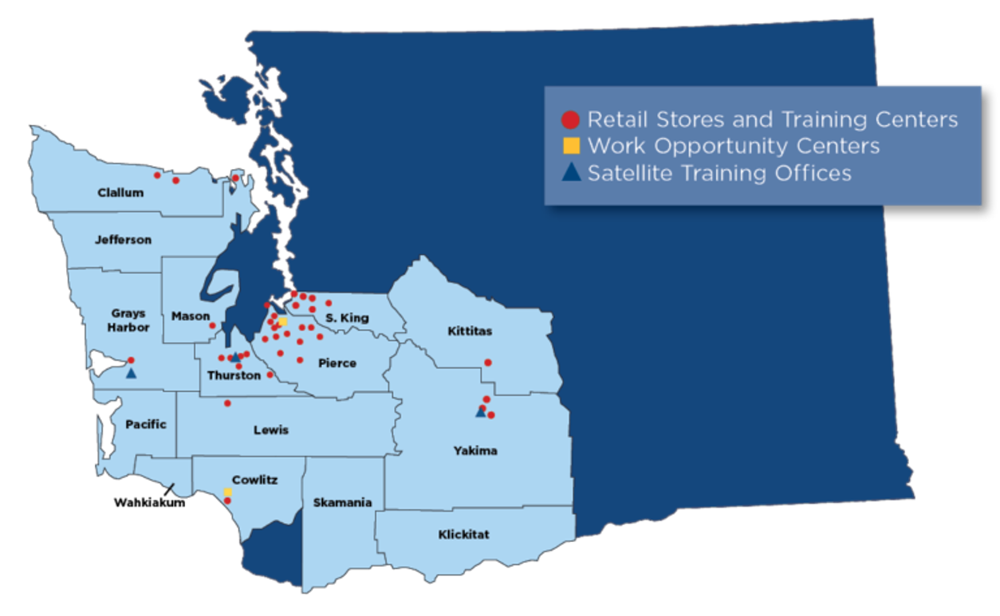 Retail Stores and Training Centers
Work Opportunity Centers
Satellite Training Offices
Clallum
Jefferson
Grays
Harbor
Mason
S. King
Kittitas
Pierce
Thurston
Pacific
Lewis
Yakima
Cowlitz
Wahkiakum
Skamania
Klickitat